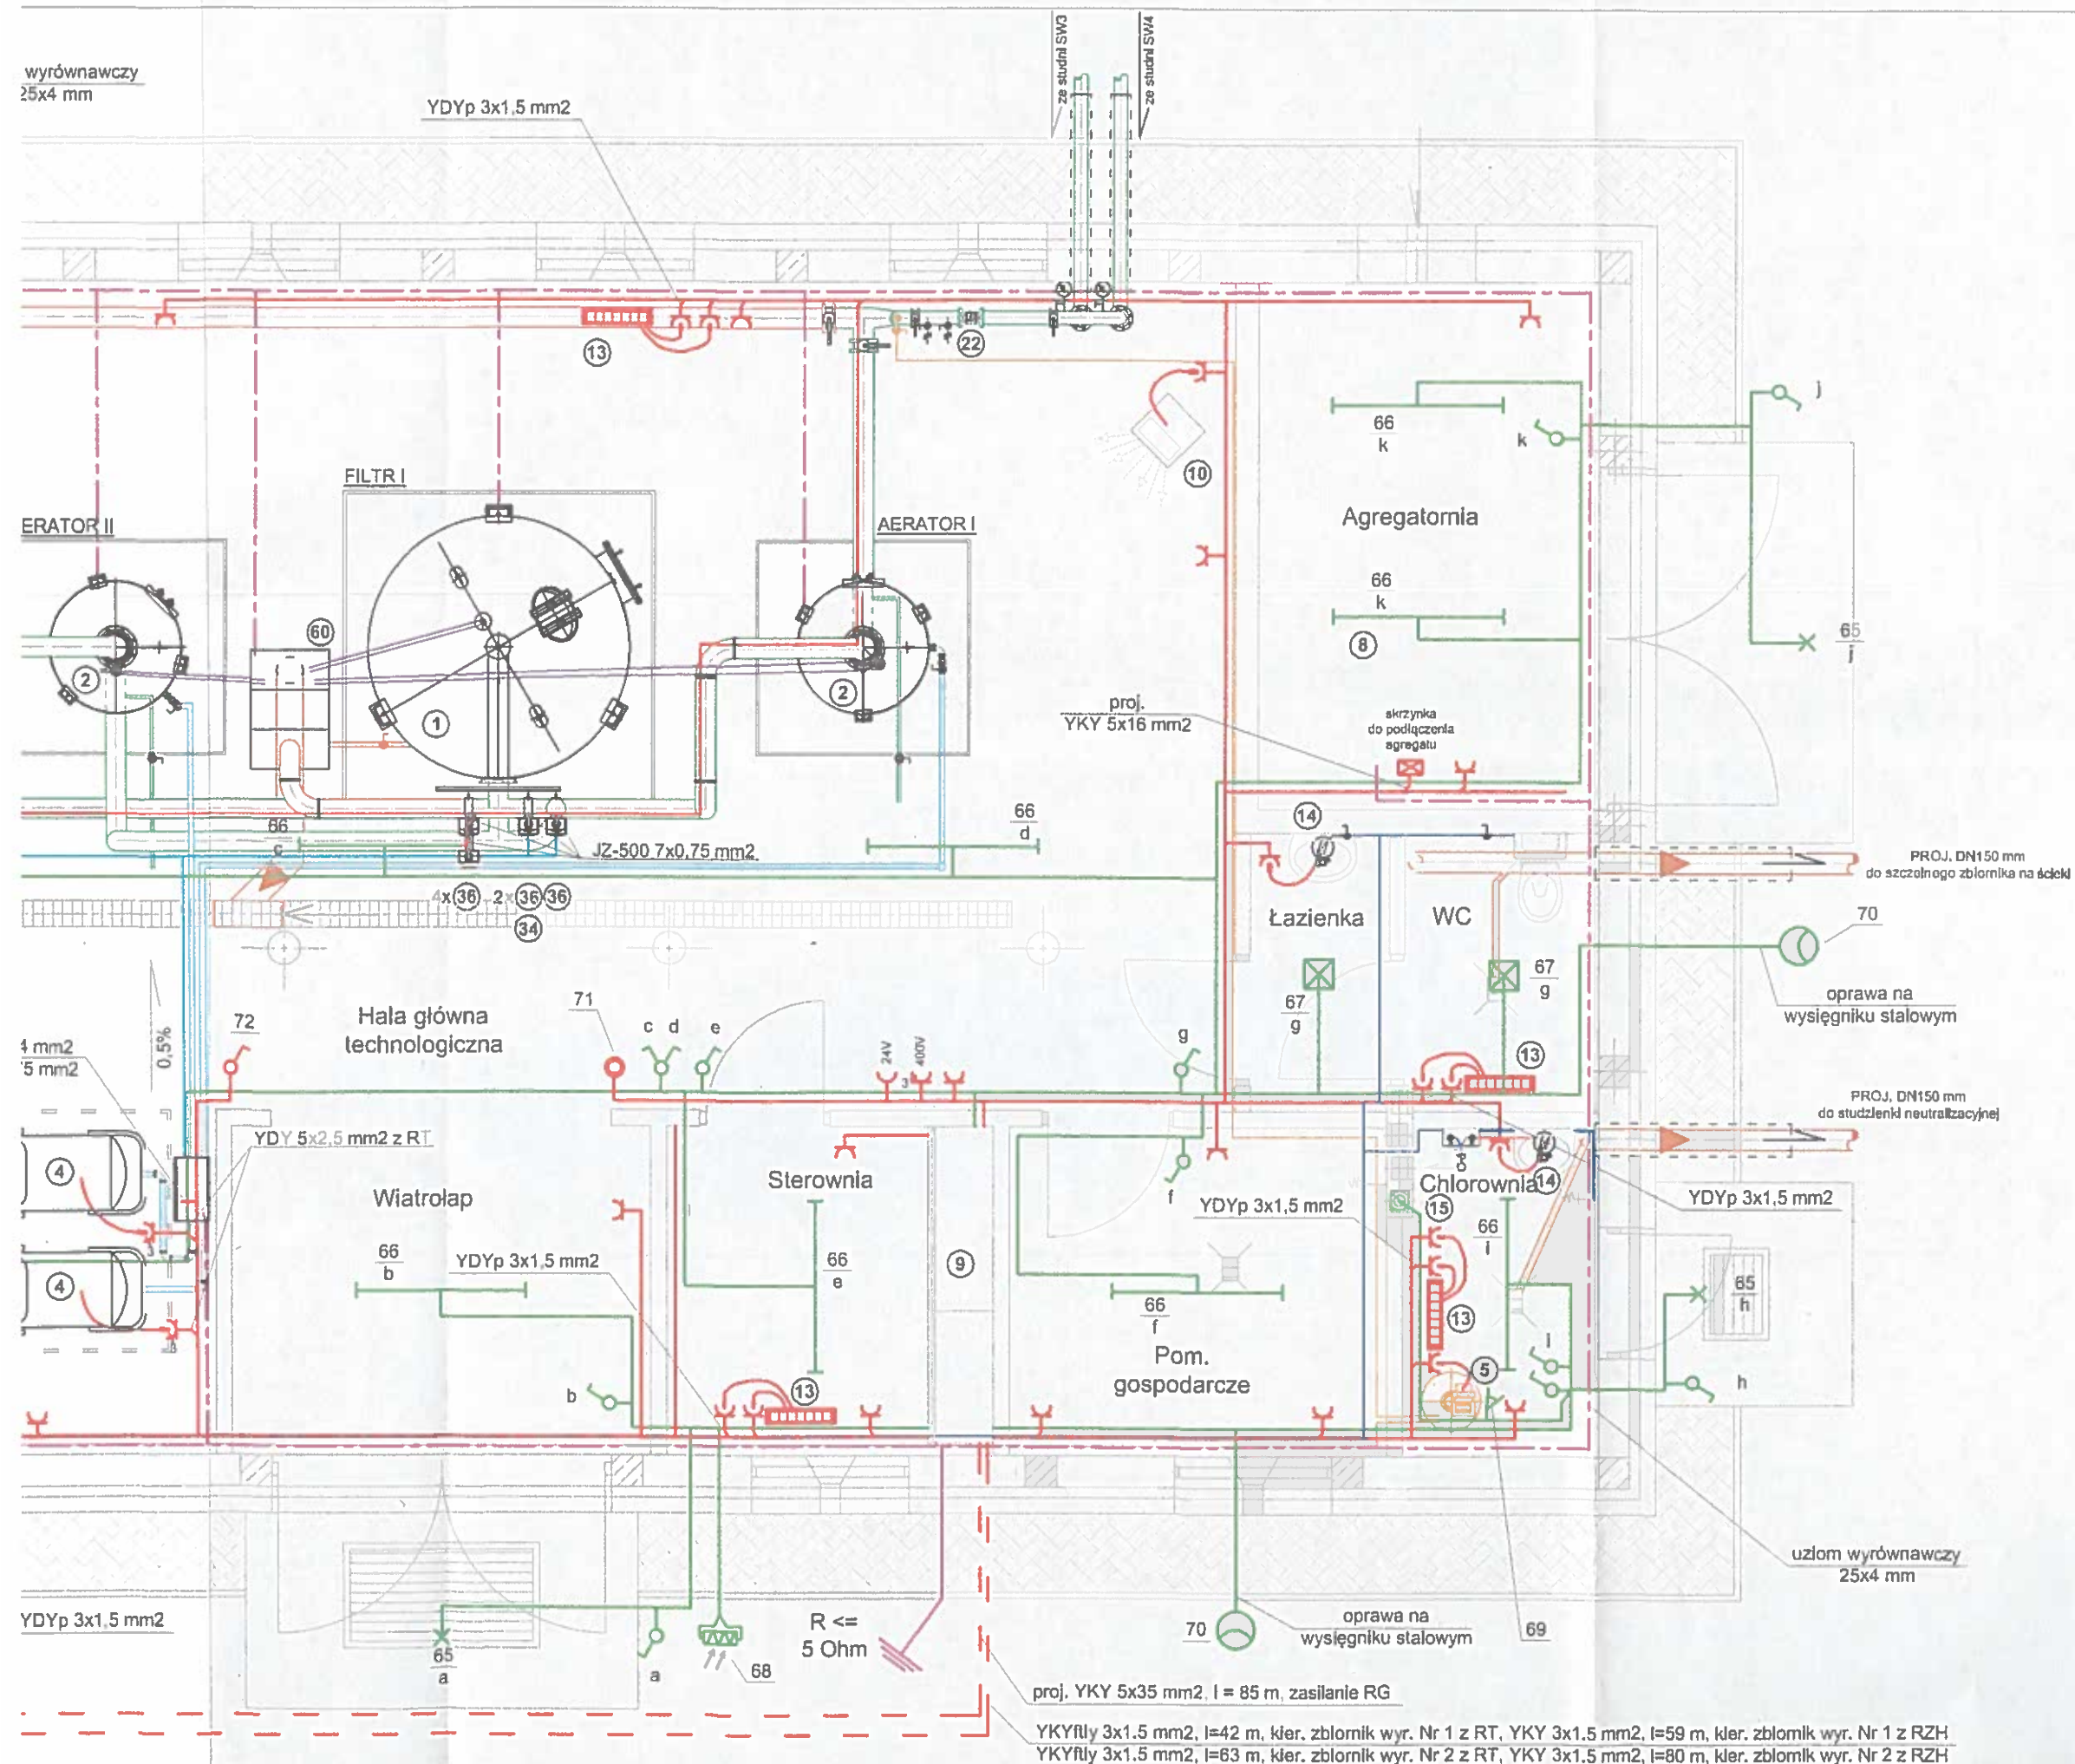 wyrównawczy
25x4 mm
YDYp 3x1,5 mm2
ze studni SW3
ze studni SW4
13
22
10
66
k
k
j
Agregatornia
66
k
8
65
j
FILTR I
ERATOR II
AERATOR I
60
2
1
2
proj.
YKY 5x16 mm2
skrzynka
do podłączenia
agregatu
66
c
66
d
JZ-500 7x0,75 mm2
14
PROJ. DN150 mm
do szczelnego zbiornika na ścieki
4x 36 2x 36 36
34
Łazienka
WC
70
67
g
67
g
oprawa na
wysięgniku stalowym
0,5%
72
Hala główna
technologiczna
71
c d e
24V
3
400V
g
13
4 mm2
'5 mm2
PROJ. DN150 mm
do studzienki neutralizacyjnej
YDY 5x2,5 mm2 z RT
4
3
Wiatrołap
Sterownia
f
YDYp 3x1,5 mm2
Chlorownia
14
15
YDYp 3x1,5 mm2
66
b
YDYp 3x1,5 mm2
66
e
9
66
i
65
h
4
3
66
f
13
Pom.
gospodarcze
i
5
h
b
13
uziom wyrównawczy
25x4 mm
YDYp 3x1,5 mm2
65
a
a
68
R <=
5 Ohm
70
oprawa na
wysięgniku stalowym
69
proj. YKY 5x35 mm2, l = 85 m, zasilanie RG
YKYftly 3x1.5 mm2, l=42 m, kier. zbiornik wyr. Nr 1 z RT, YKY 3x1.5 mm2, l=59 m, kier. zbiornik wyr. Nr 1 z RZH
YKYftly 3x1.5 mm2, l=63 m, kier. zbiornik wyr. Nr 2 z RT, YKY 3x1.5 mm2, l=80 m, kier. zbiornik wyr. Nr 2 z RZH